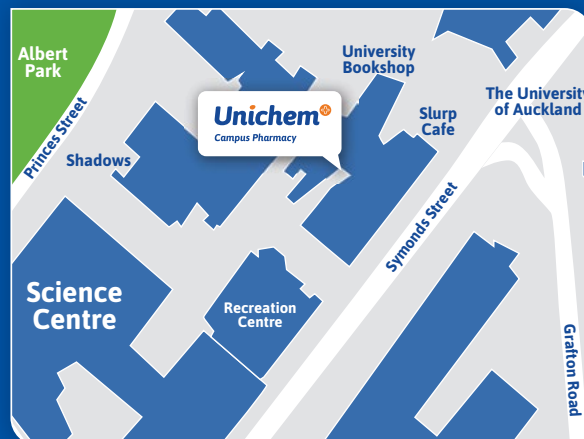 Albert
Park
University
Bookshop
The University
of Auckland
Unichem
Campus Pharmacy
Slurp
Cafe
Princes Street
Shadows
Symonds Street
Science
Centre
Recreation
Centre
Grafton Road